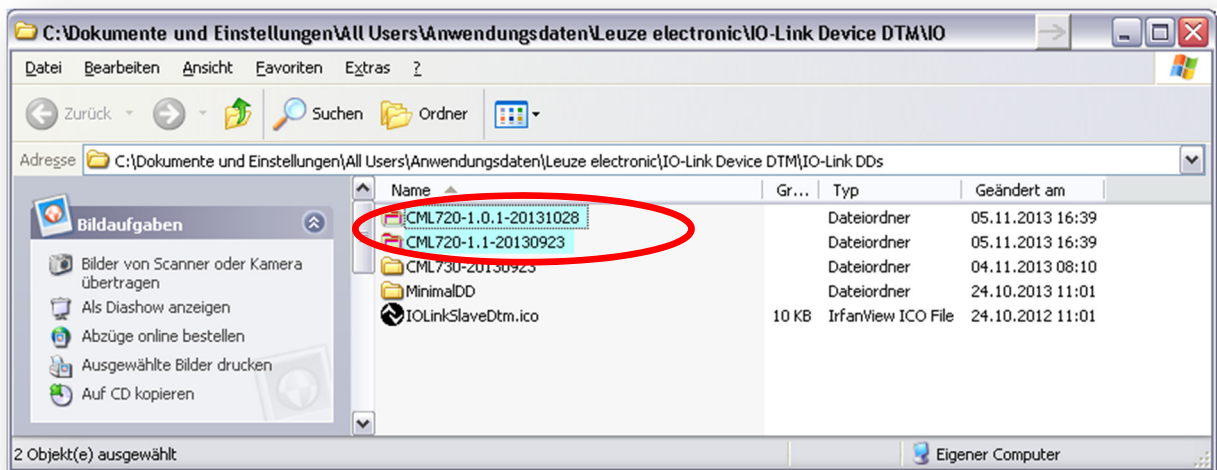 C:\Dokumente und Einstellungen\All Users\Anwendungsdaten\Leuze electronic\IO-Link Device DTM\IO
Datei Bearbeiten Ansicht Favoriten Extras ?
Zurück Suchen Ordner
Adresse C:\Dokumente und Einstellungen\All Users\Anwendungsdaten\Leuze electronic\IO-Link Device DTM\IO-Link DDs
Bildaufgaben
Bilder von Scanner oder Kamera
übertragen
Als Diashow anzeigen
Abzüge online bestellen
Ausgewählte Bilder drucken
Auf CD kopieren
Name Gr... Typ Geändert am
CML720-1.0.1-20131028 Dateiordner 05.11.2013 16:39
CML720-1.1-20130923 Dateiordner 05.11.2013 16:39
CML730-20130923 Dateiordner 04.11.2013 08:10
MinimalDD Dateiordner 24.10.2013 11:01
IOLinkSlaveDtm.ico 10 KB IrfanView ICO File 24.10.2012 11:01
2 Objekt(e) ausgewählt Eigener Computer